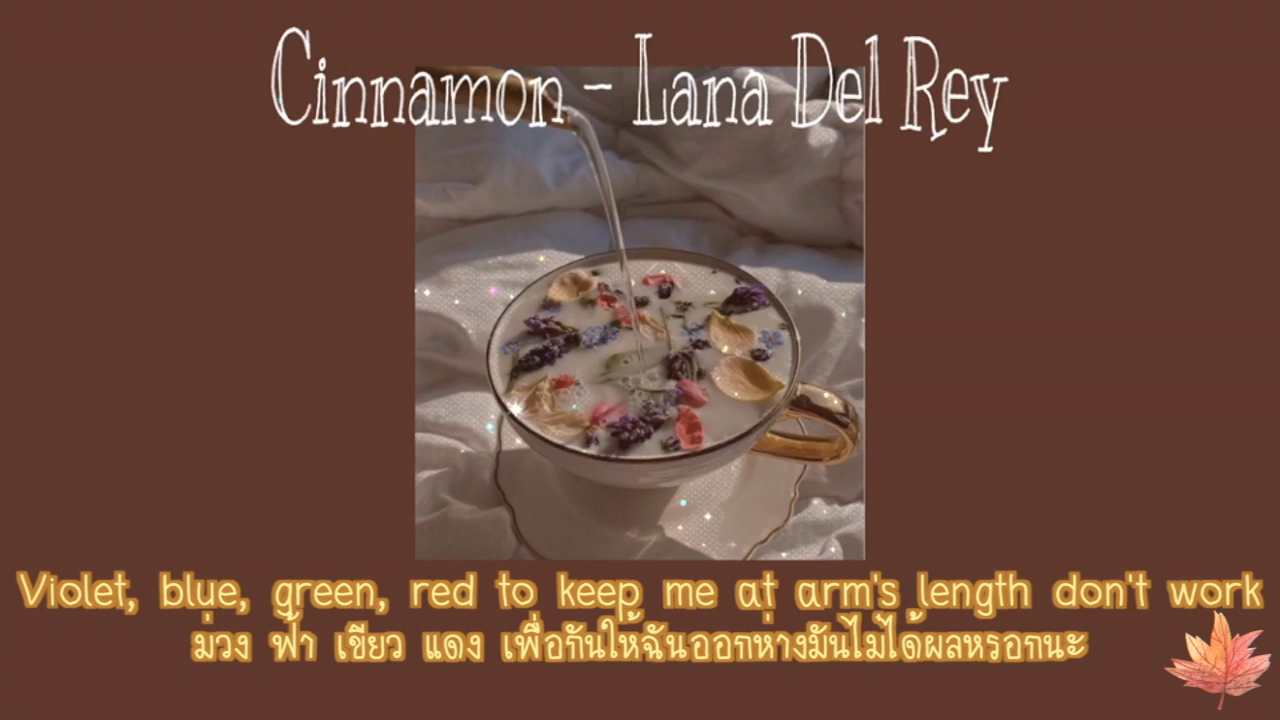 Cinnamon - Lana Del Rey
Violet, blue, green, red to keep me at arm's length don't work
ม่วง ฟ้า เขียว แดง เพื่อกันให้ฉันออกห่างมันไม่ได้ผลหรอกนะ